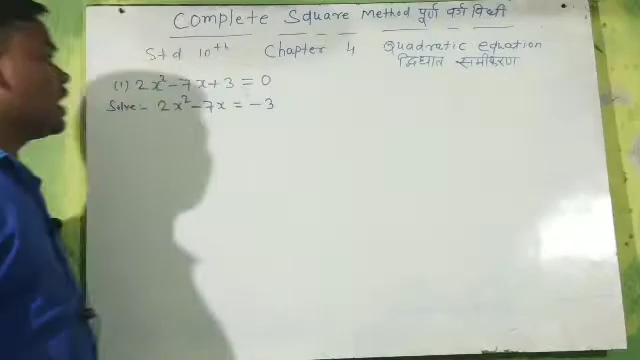 Complete Square Method पूर्ण वर्ग विधी
Std 10th Chapter 4 Quadratic equation
द्विघात समीकरण
(1) 2x² - 7x + 3 = 0
Solve:- 2x² - 7x = -3